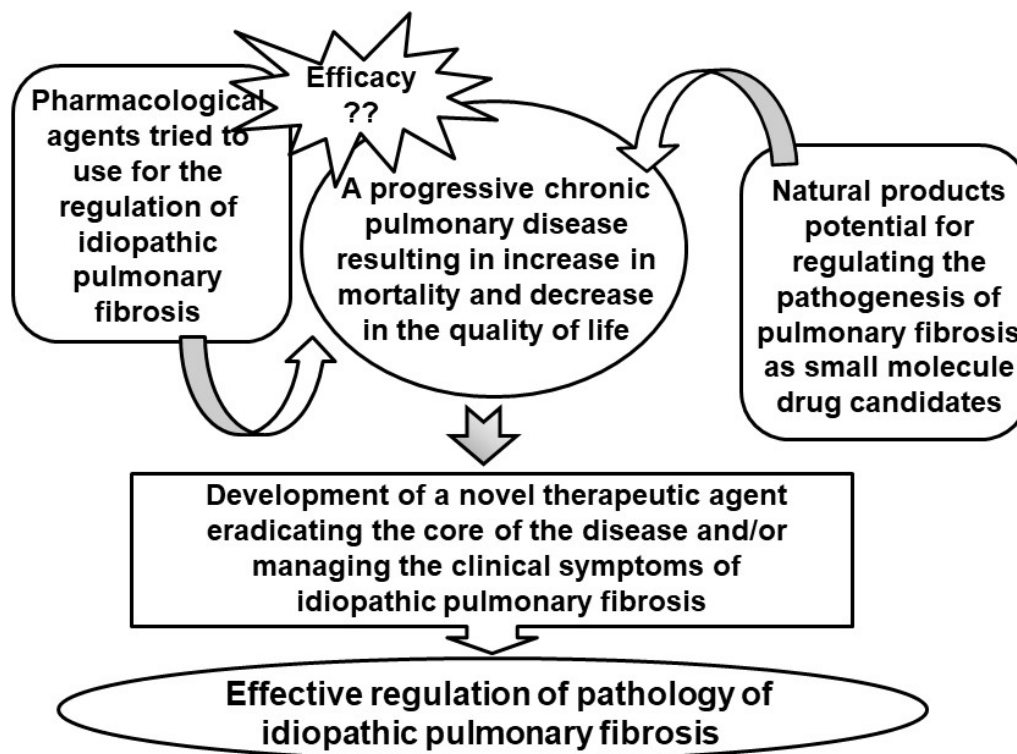 Efficacy
??
Pharmacological
agents tried to
use for the
regulation of
idiopathic
pulmonary
fibrosis
A progressive chronic
pulmonary disease
resulting in increase in
mortality and decrease
in the quality of life
Natural products
potential for
regulating the
pathogenesis of
pulmonary fibrosis
as small molecule
drug candidates
Development of a novel therapeutic agent
eradicating the core of the disease and/or
managing the clinical symptoms of
idiopathic pulmonary fibrosis
Effective regulation of pathology of
idiopathic pulmonary fibrosis